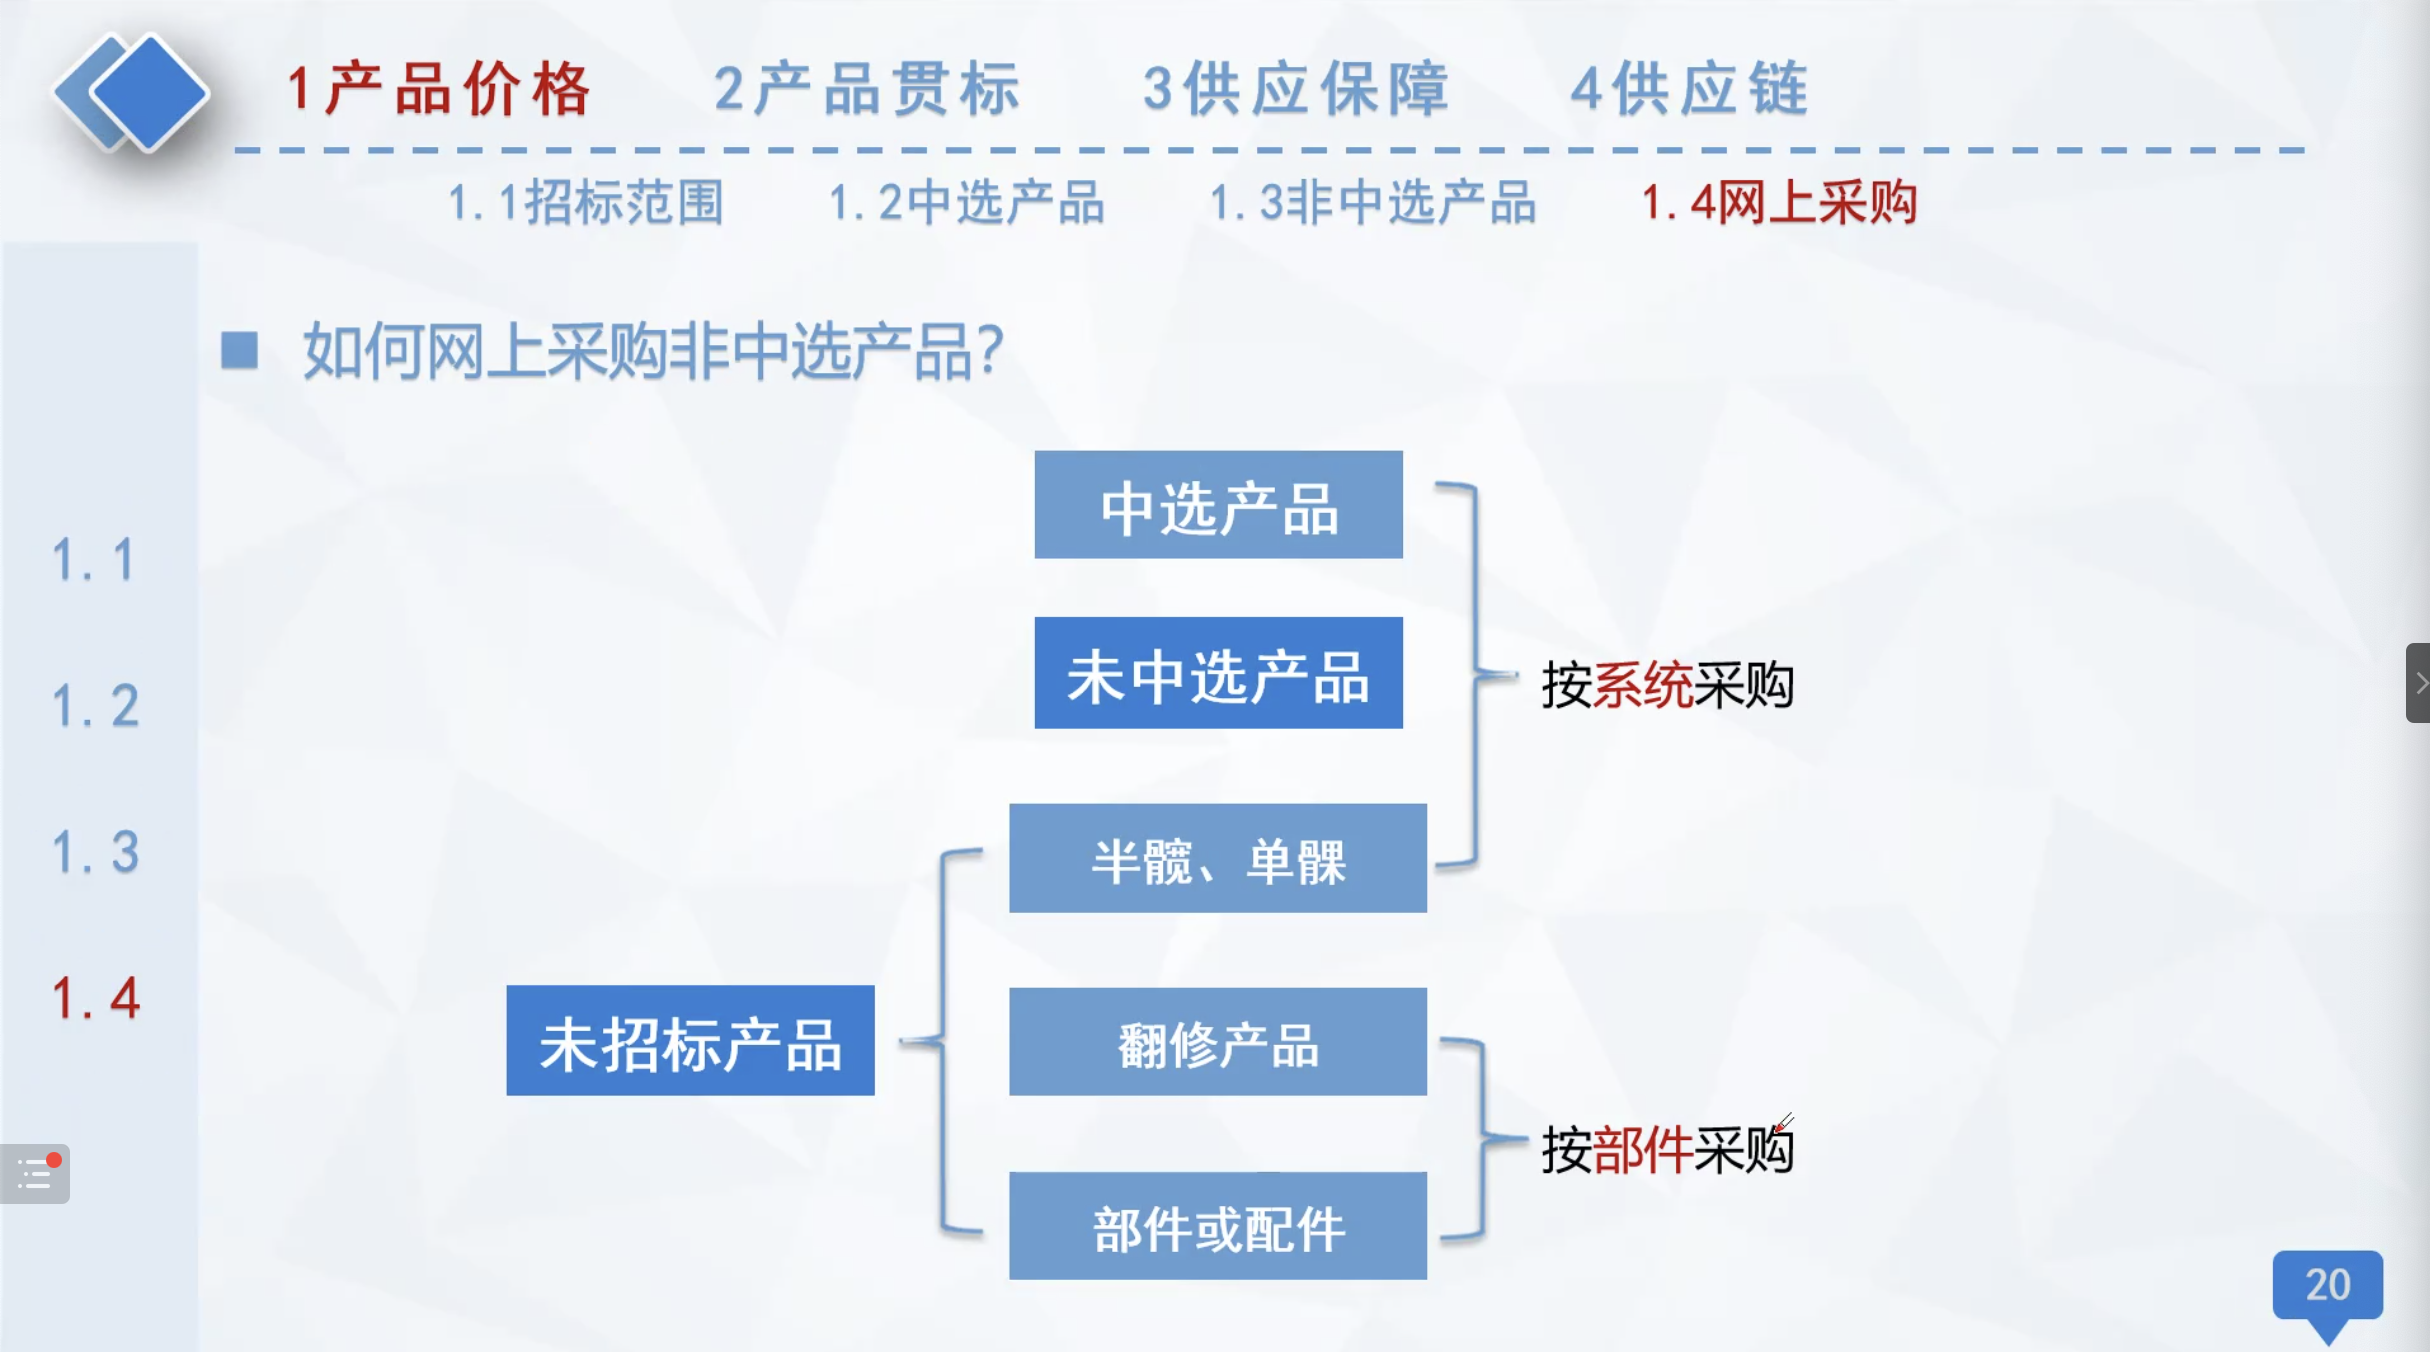 1产品价格 2产品贯标 3供应保障 4供应链
1.1招标范围 1.2中选产品 1.3非中选产品 1.4网上采购
如何网上采购非中选产品?
中选产品
未中选产品
按系统采购
半髋、单髁
未招标产品
翻修产品
按部件采购
部件或配件
1.1
1.2
1.3
1.4
20